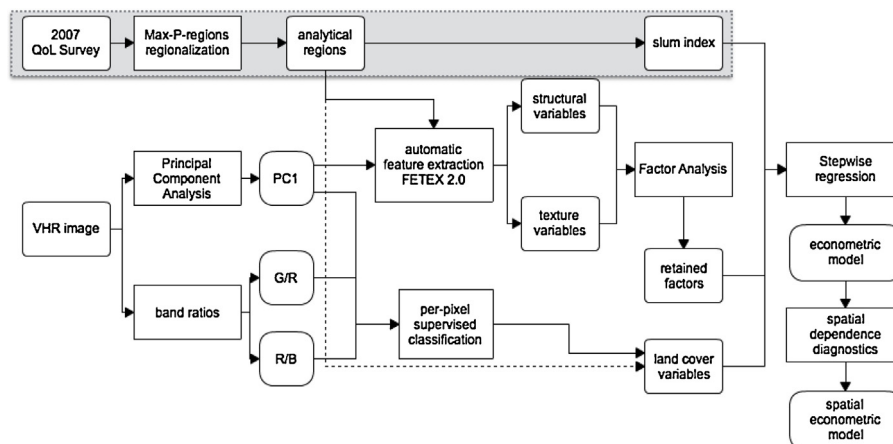 2007
QoL Survey
Max-P-regions
regionalization
analytical
regions
slum index
structural
variables
automatic
feature extraction
FETEX 2.0
Principal
Component
Analysis
PC1
Factor Analysis
Stepwise
regression
texture
variables
VHR image
econometric
model
G/R
retained
factors
band ratios
per-pixel
supervised
classification
spatial
dependence
diagnostics
R/B
land cover
variables
spatial
econometric
model